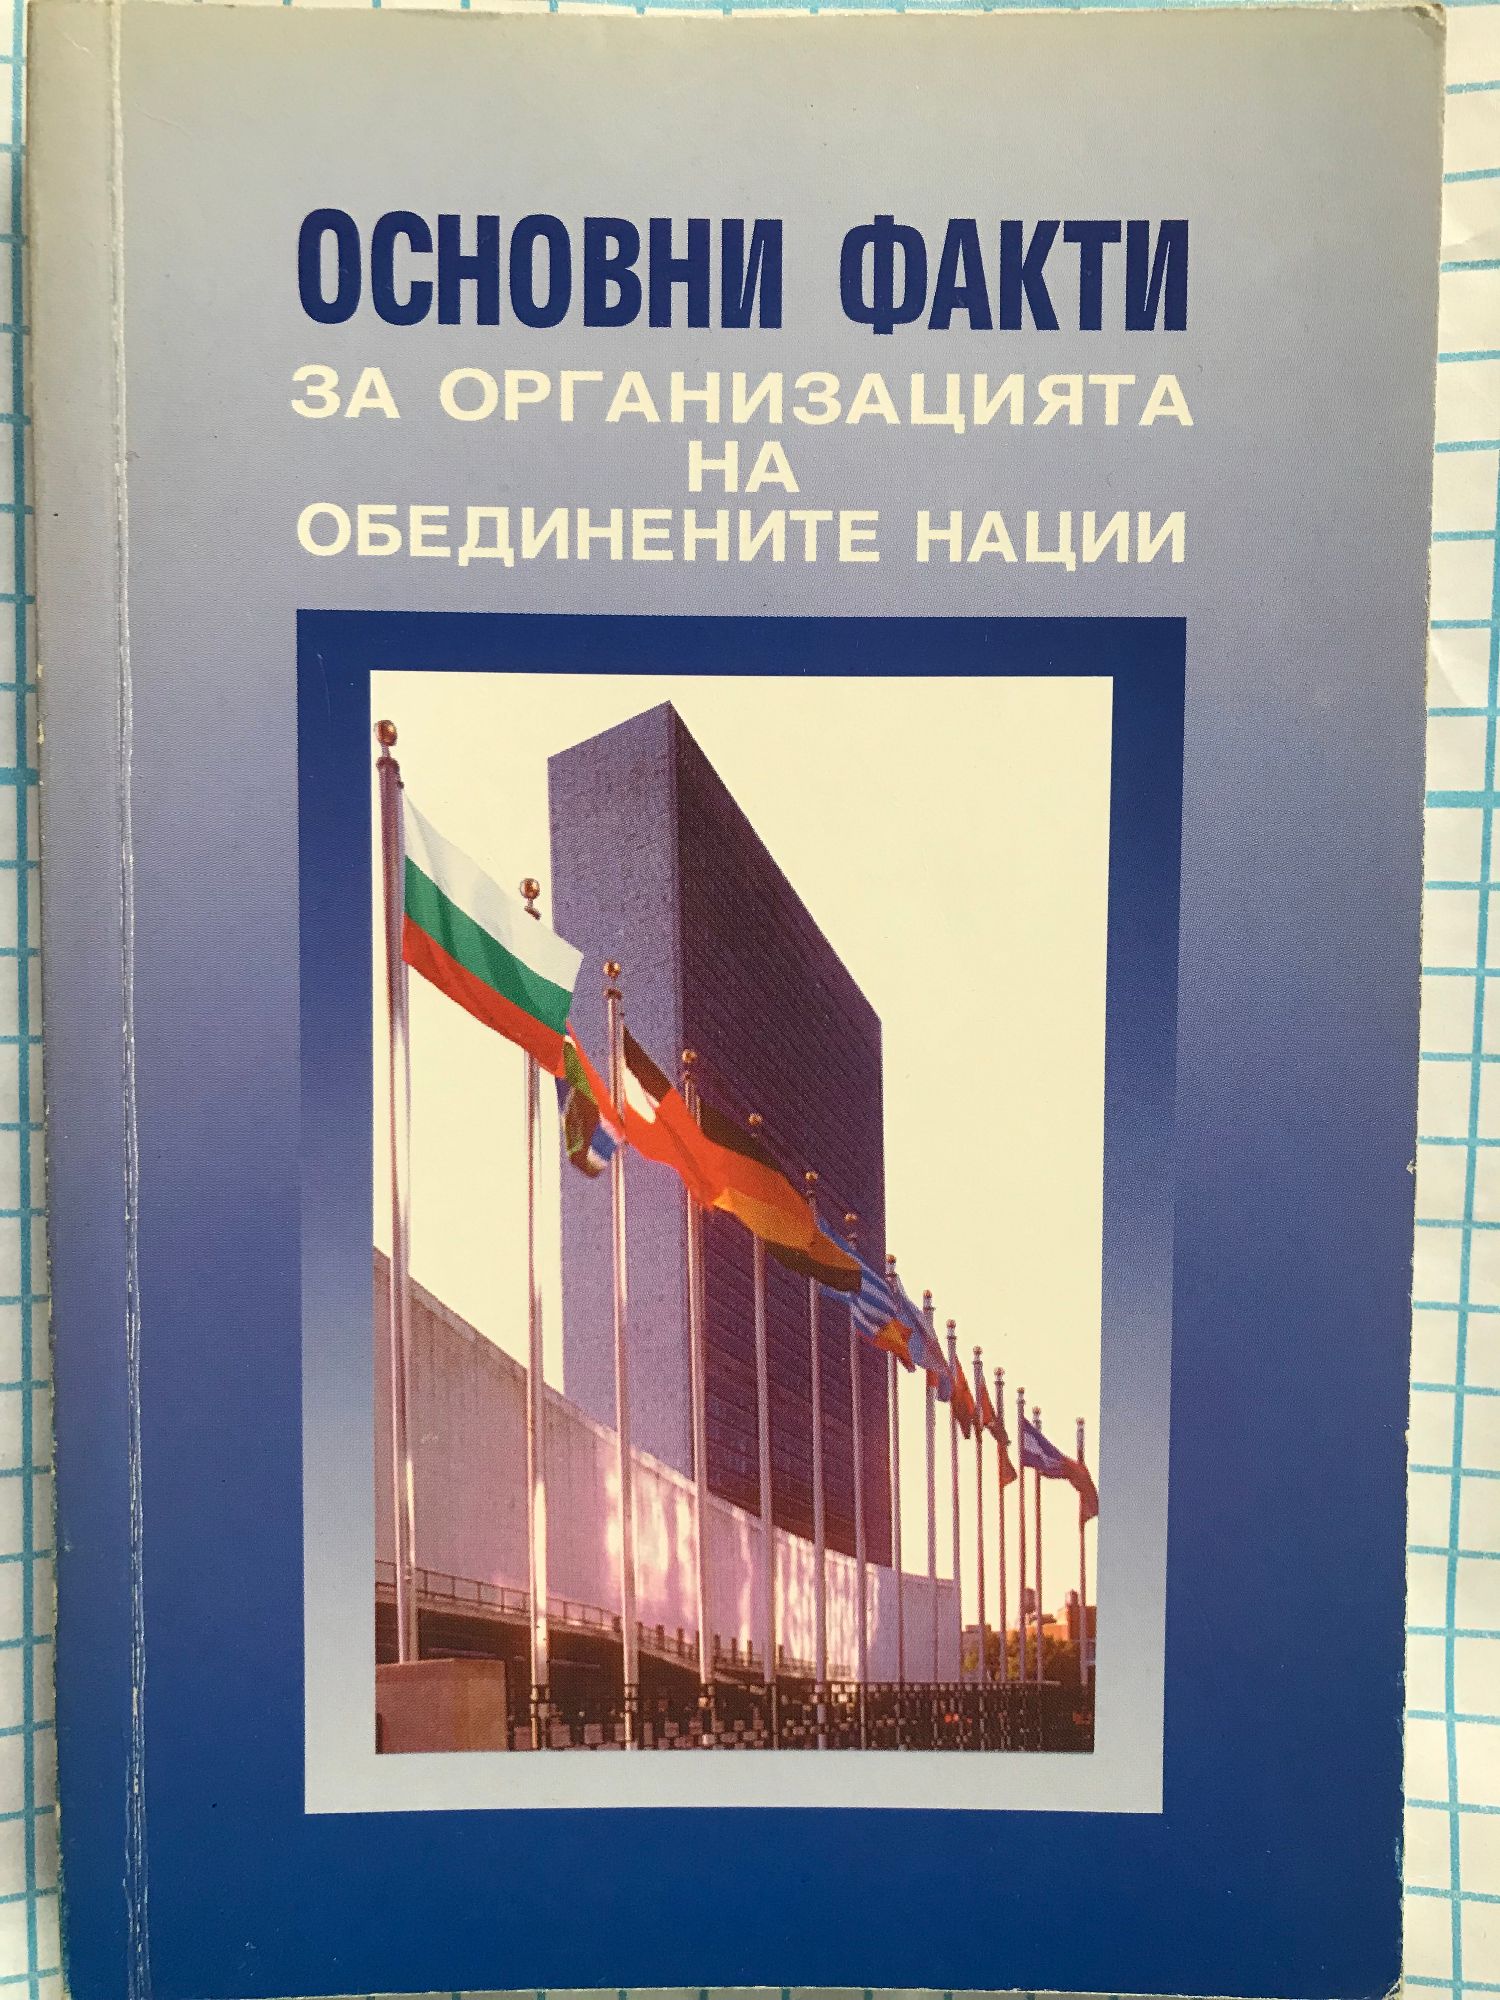 ОСНОВНИ ФАКТИ
ЗА ОРГАНИЗАЦИЯТА
НА
ОБЕДИНЕНИТЕ НАЦИИ